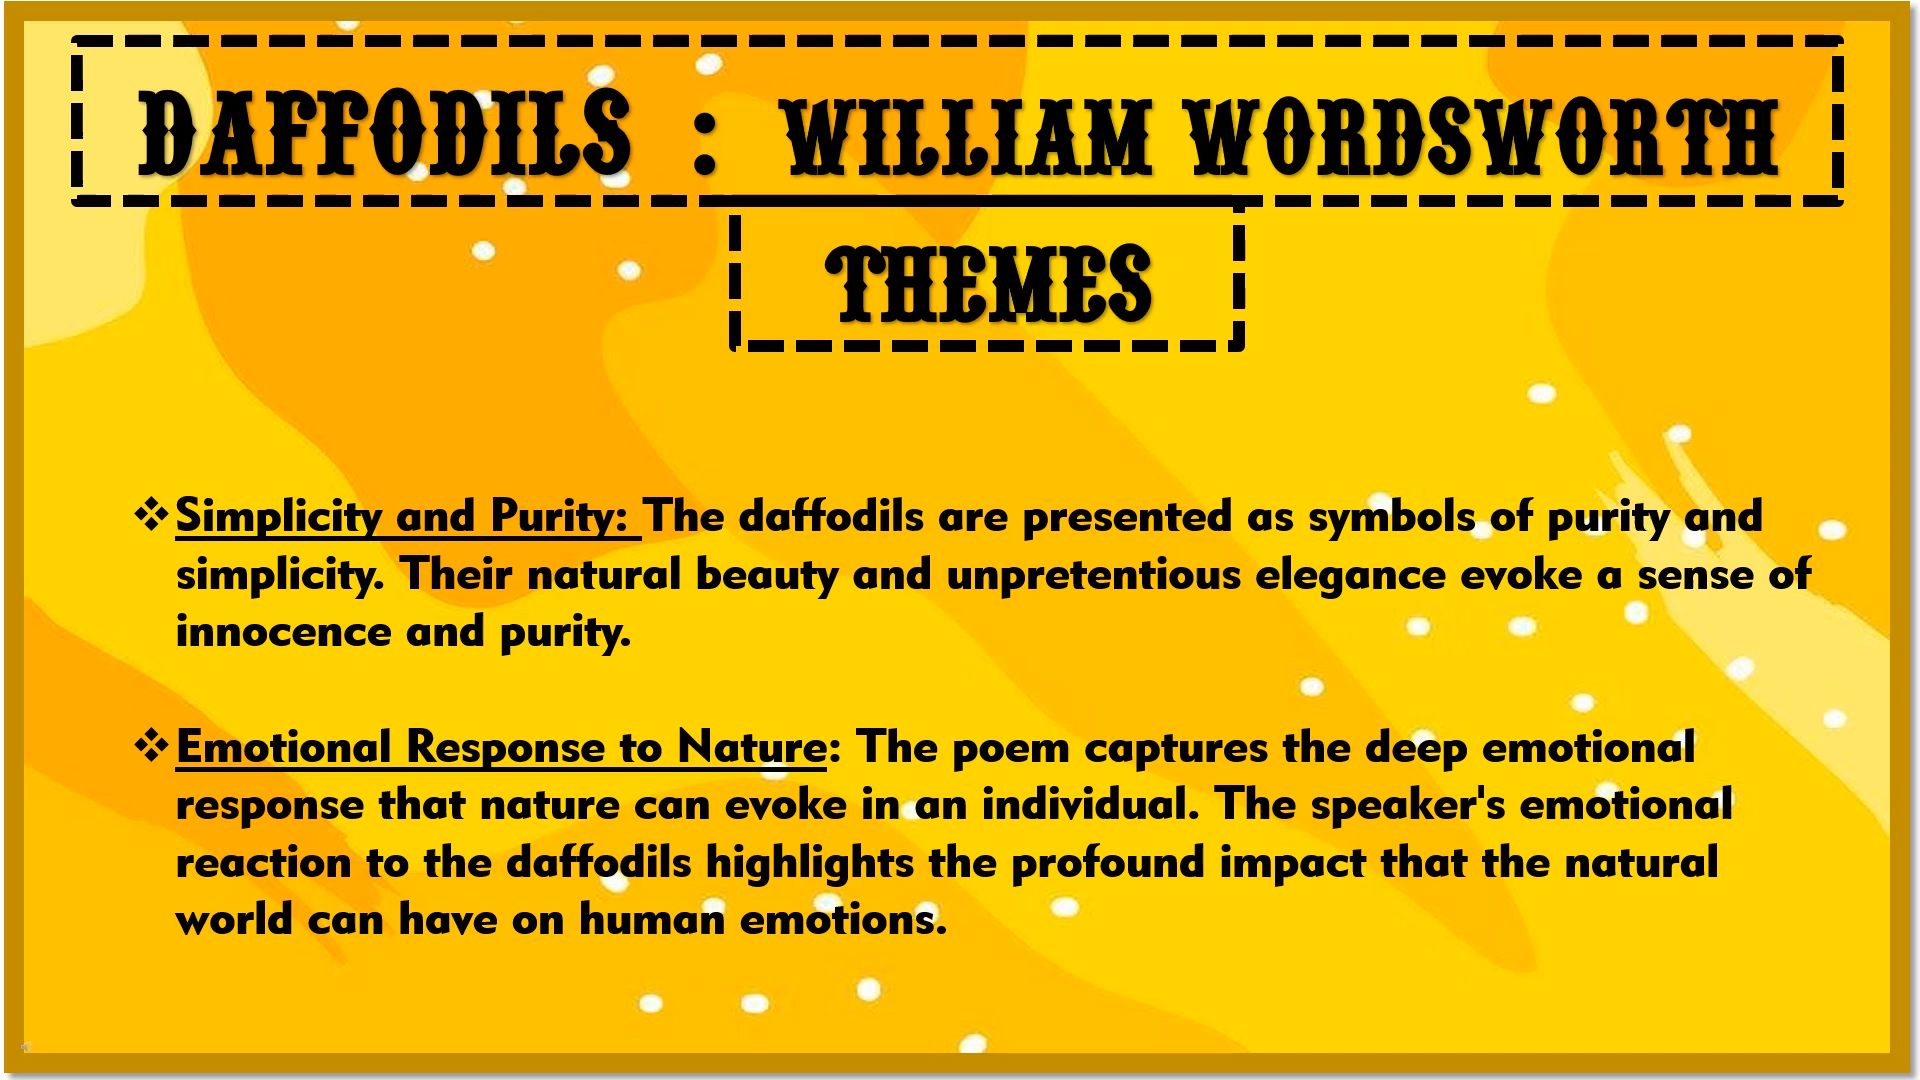 DAFFODILS : WILLIAM WORDSWORTH
THEMES
❖Simplicity and Purity: The daffodils are presented as symbols of purity and
simplicity. Their natural beauty and unpretentious elegance evoke a sense of
innocence and purity.
❖Emotional Response to Nature: The poem captures the deep emotional
response that nature can evoke in an individual. The speaker's emotional
reaction to the daffodils highlights the profound impact that the natural
world can have on human emotions.